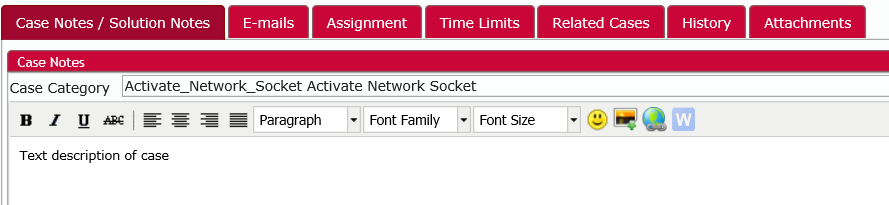 Case Notes / Solution Notes E-mails Assignment Time Limits Related Cases History Attachments
Case Notes
Case Category Activate_Network_Socket Activate Network Socket
B I U ABC Paragraph Font Family Font Size W
Text description of case